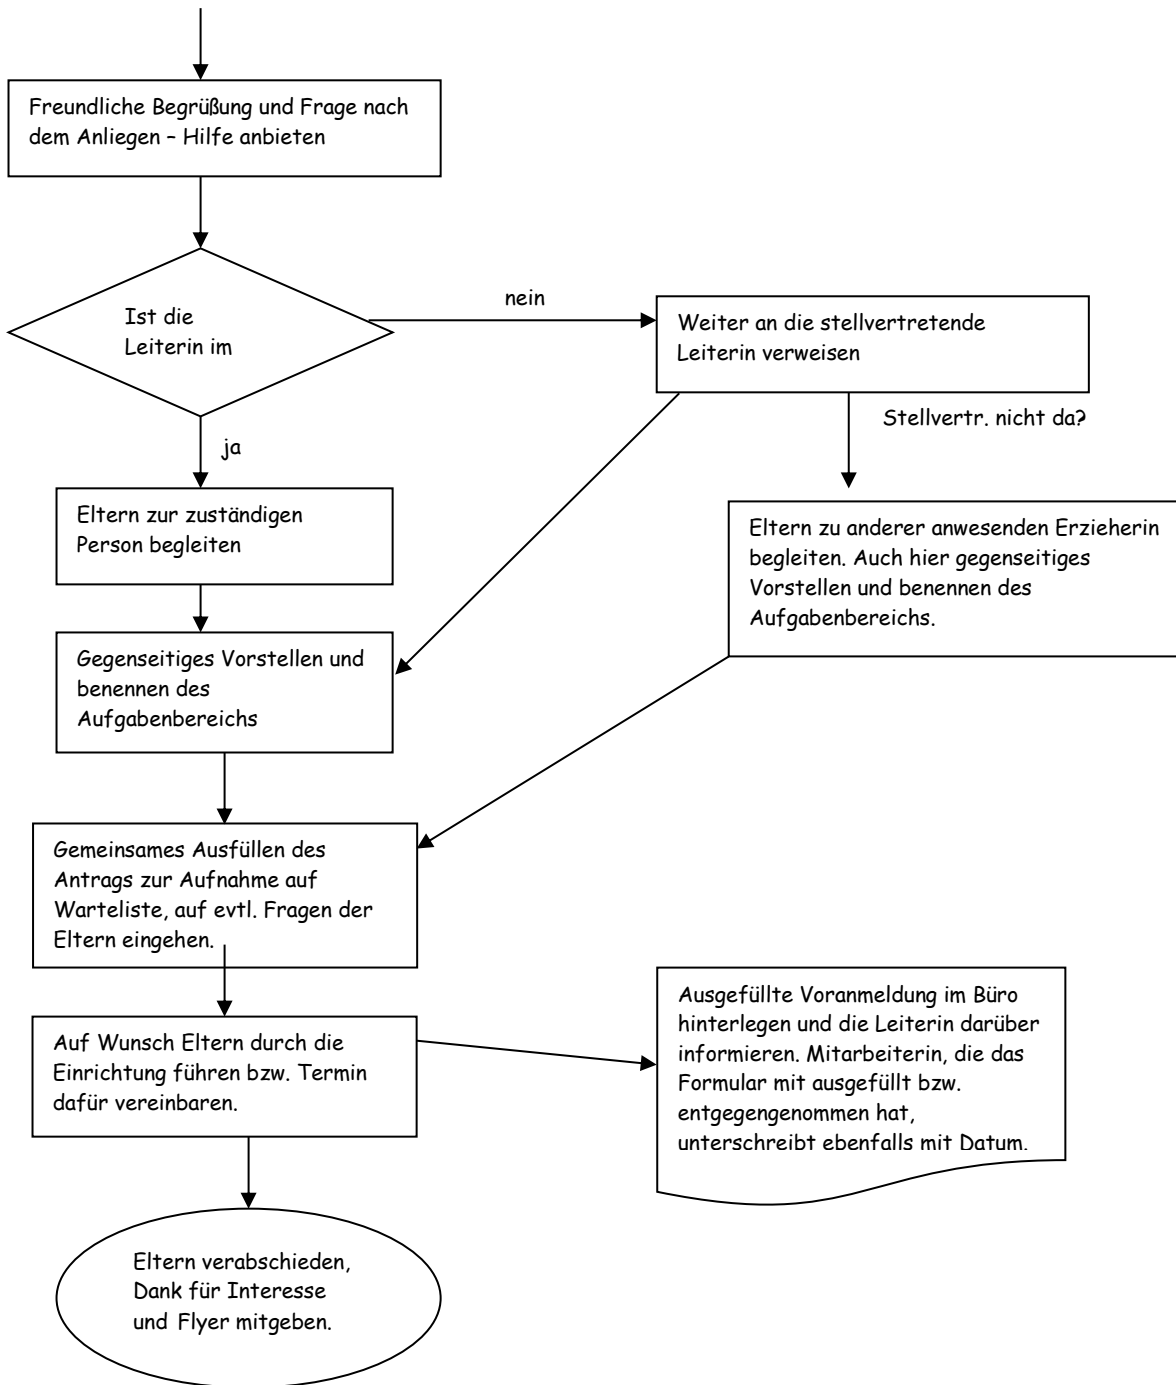 Freundliche Begrüßung und Frage nach
dem Anliegen – Hilfe anbieten
Ist die
Leiterin im
nein
Weiter an die stellvertretende
Leiterin verweisen
Stellvertr. nicht da?
ja
Eltern zur zuständigen
Person begleiten
Eltern zu anderer anwesenden Erzieherin
begleiten. Auch hier gegenseitiges
Vorstellen und benennen des
Aufgabenbereichs.
Gegenseitiges Vorstellen und
benennen des
Aufgabenbereichs
Gemeinsames Ausfüllen des
Antrags zur Aufnahme auf
Warteliste, auf evtl. Fragen der
Eltern eingehen.
Auf Wunsch Eltern durch die
Einrichtung führen bzw. Termin
dafür vereinbaren.
Ausgefüllte Voranmeldung im Büro
hinterlegen und die Leiterin darüber
informieren. Mitarbeiterin, die das
Formular mit ausgefüllt bzw.
entgegengenommen hat,
unterschreibt ebenfalls mit Datum.
Eltern verabschieden,
Dank für Interesse
und Flyer mitgeben.